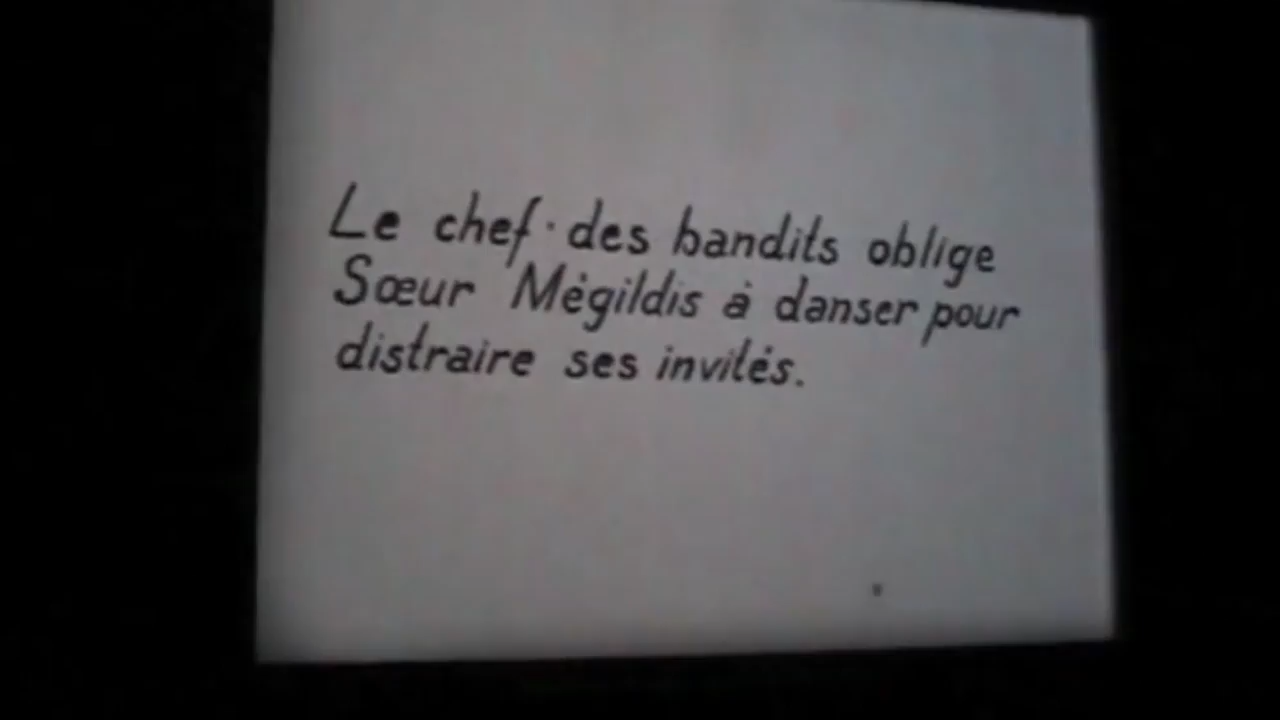 Le chef des bandits oblige
Sœur Mégildis à danser pour
distraire ses invités.